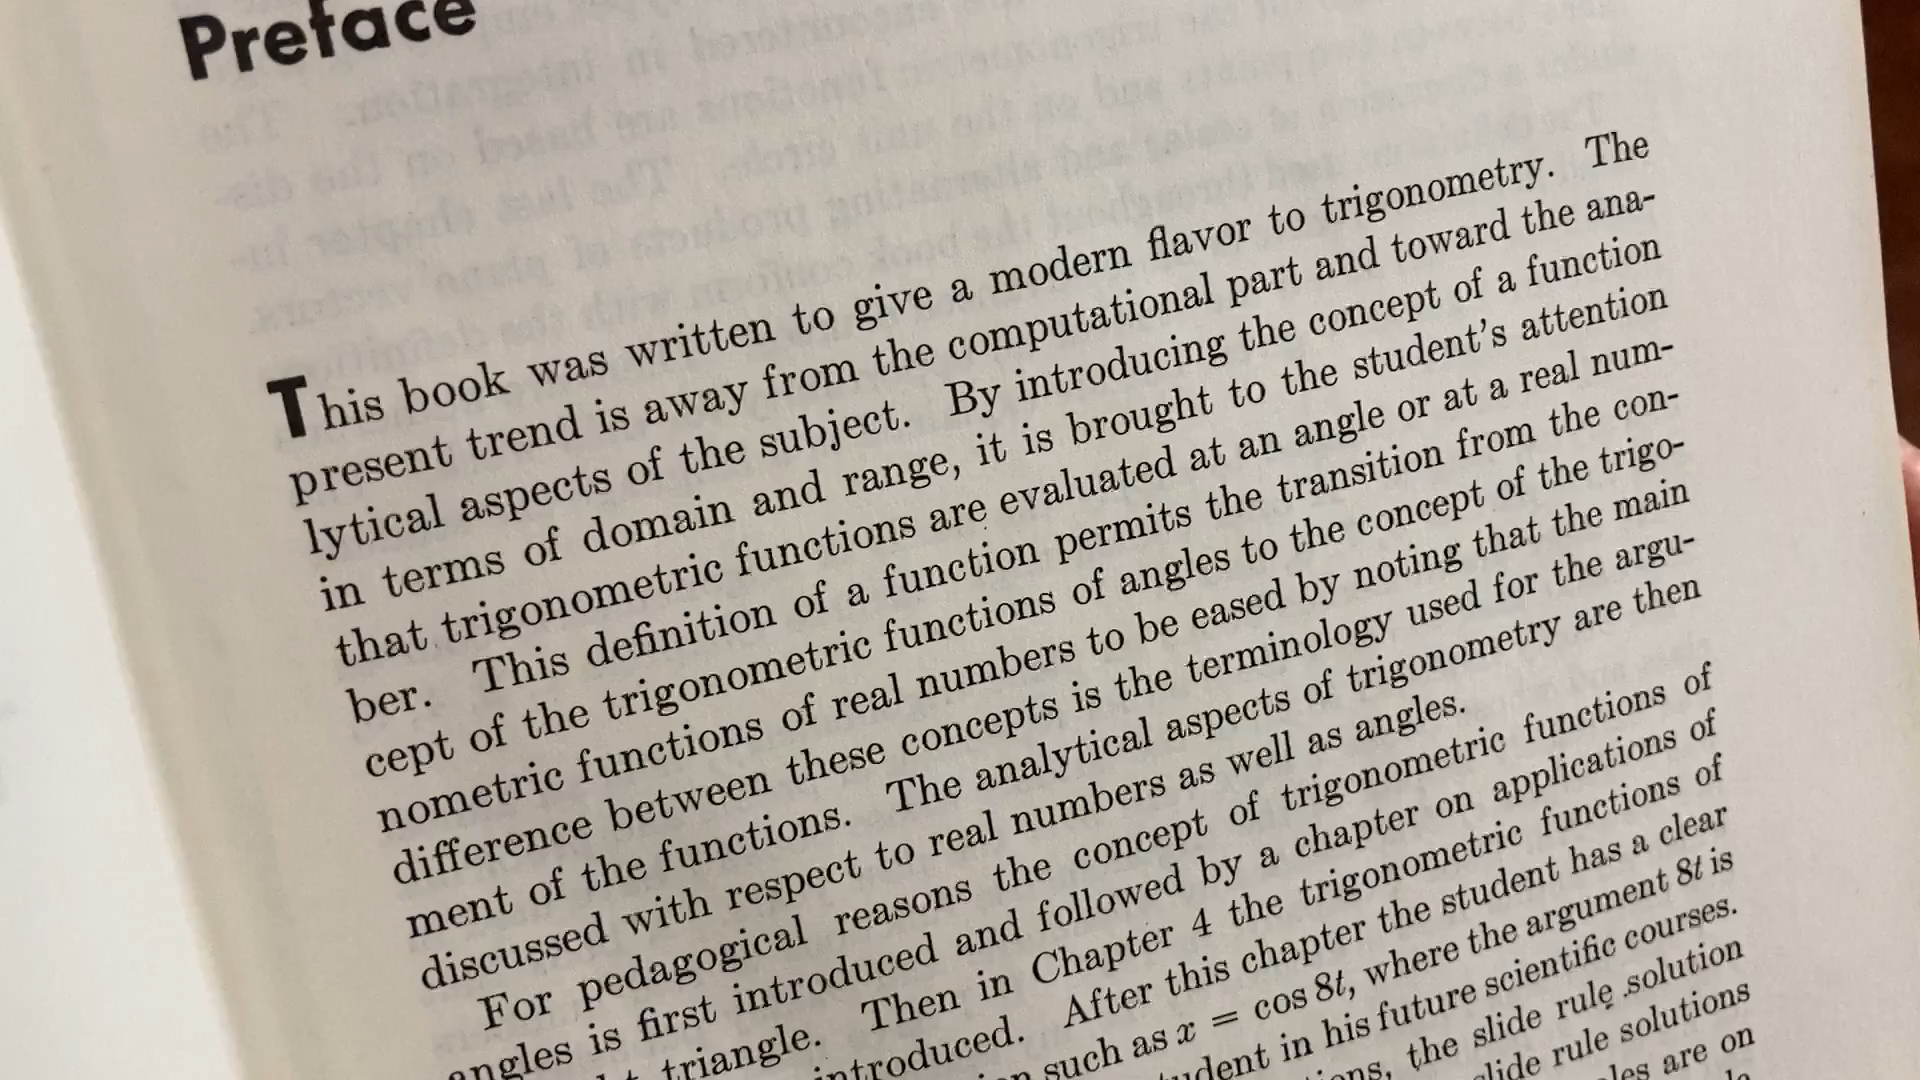 Preface
This book was written to give a modern flavor to trigonometry. The
present trend is away from the computational part and toward the ana-
lytical aspects of the subject. By introducing the concept of a function
in terms of domain and range, it is brought to the student's attention
that trigonometric functions are evaluated at an angle or at a real num-
ber. This definition of a function permits the transition from the con-
cept of the trigonometric functions of angles to the concept of the trigo-
nometric functions of real numbers to be eased by noting that the main
difference between these concepts is the terminology used for the argu-
ment of the functions. The analytical aspects of trigonometry are then
discussed with respect to real numbers as well as angles.
For pedagogical reasons the concept of trigonometric functions of
angles is first introduced and followed by a chapter on applications of
triangle. Then in Chapter 4 the trigonometric functions of
introduced. After this chapter the student has a clear
such as x = cos 8t, where the argument 8t is
student in his future scientific courses.
the slide rule solution
slide rule solutions
are on